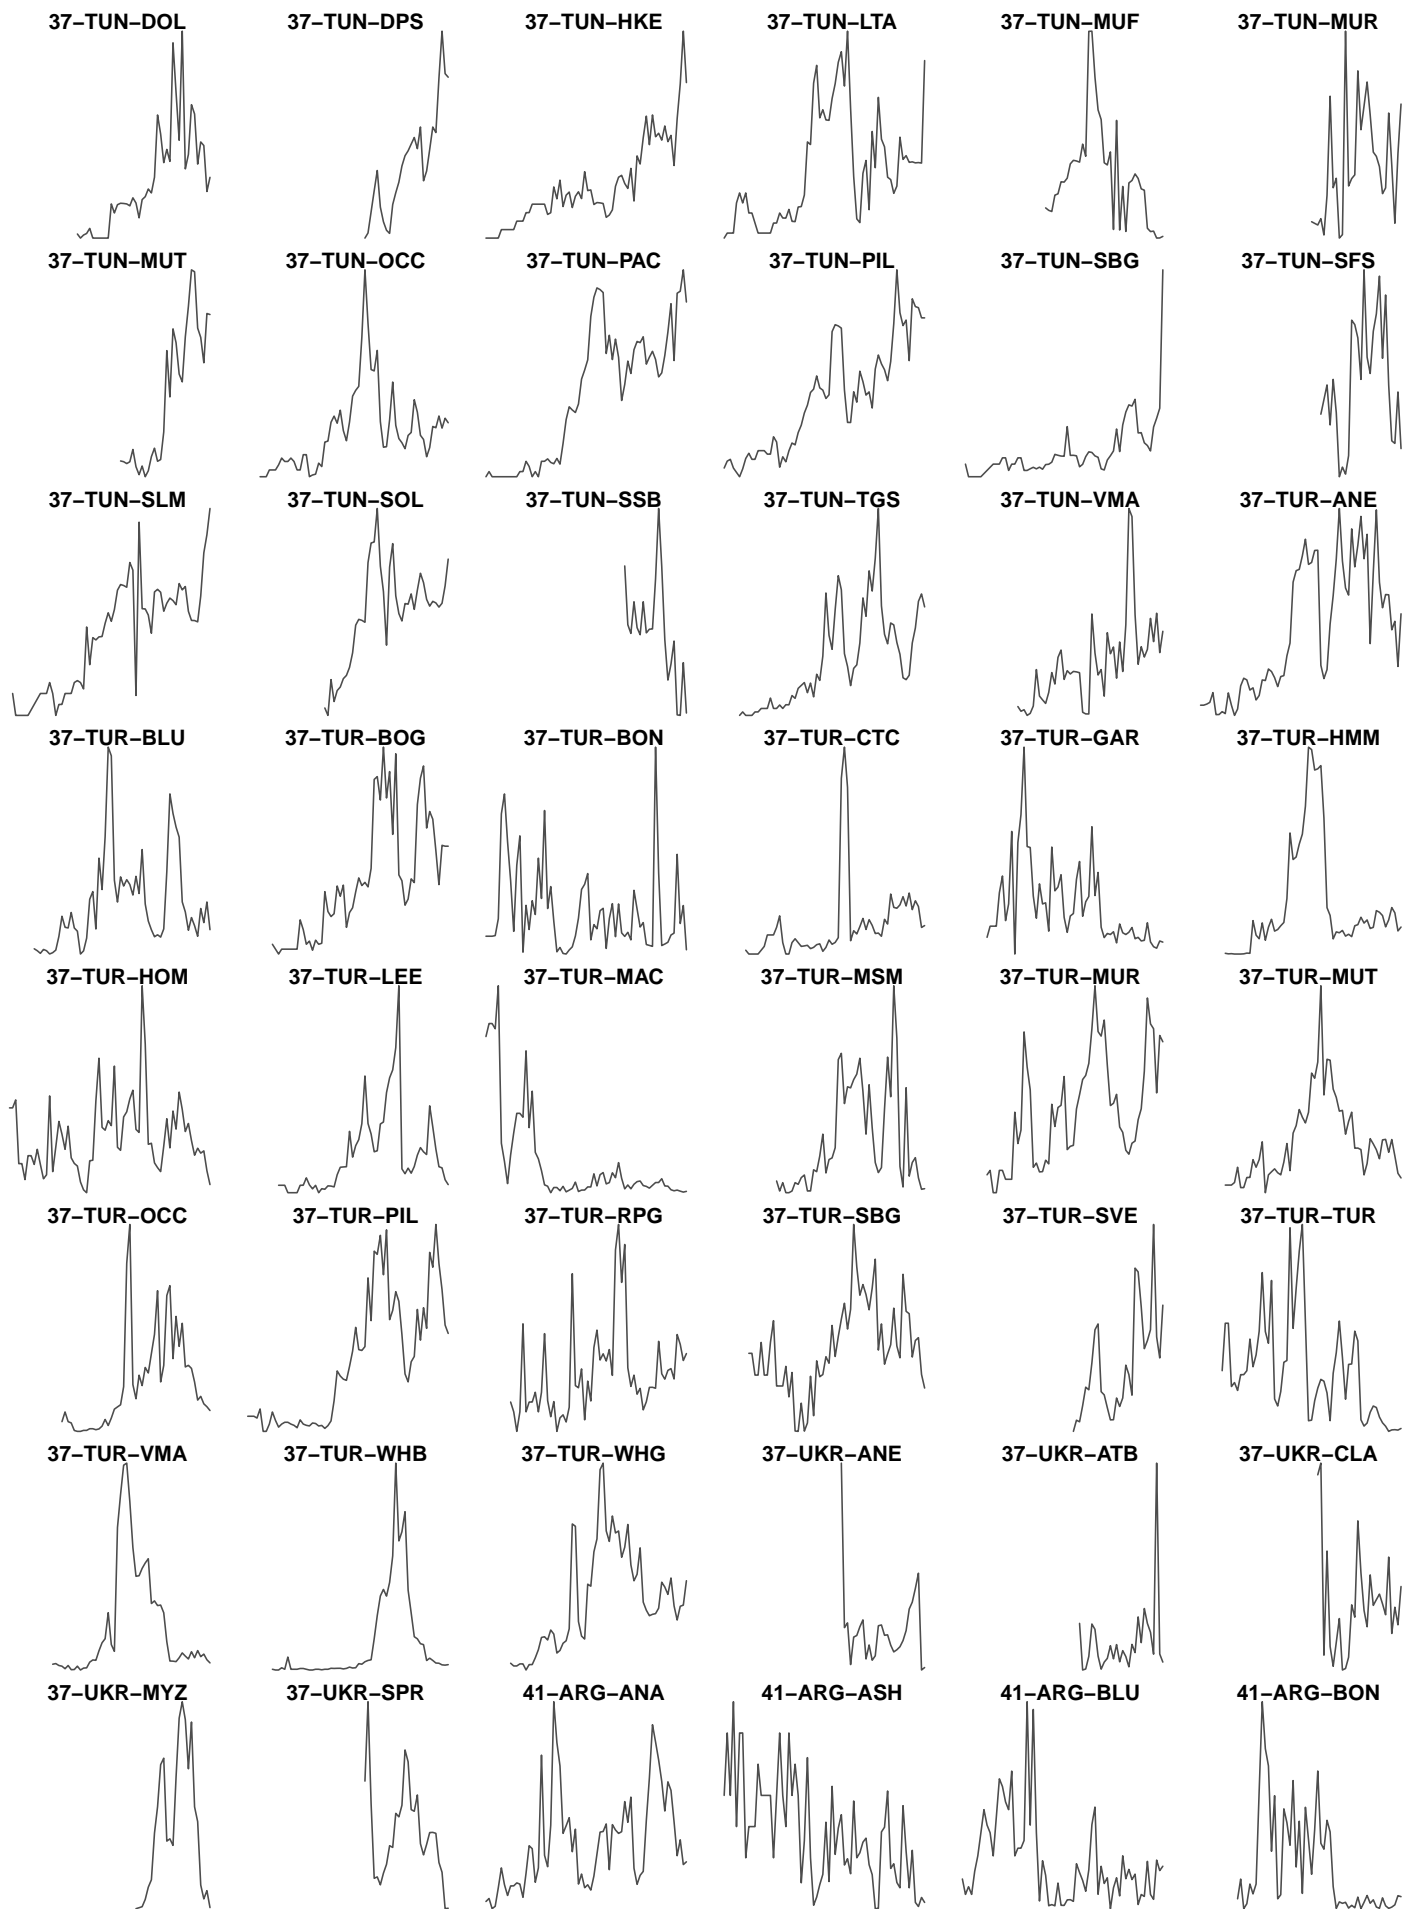 37–TUN–DOL 37–TUN–DPS 37–TUN–HKE 37–TUN–LTA 37–TUN–MUF 37–TUN–MUR
37–TUN–MUT 37–TUN–OCC 37–TUN–PAC 37–TUN–PIL 37–TUN–SBG 37–TUN–SFS
37–TUN–SLM 37–TUN–SOL 37–TUN–SSB 37–TUN–TGS 37–TUN–VMA 37–TUR–ANE
37–TUR–BLU 37–TUR–BOG 37–TUR–BON 37–TUR–CTC 37–TUR–GAR 37–TUR–HMM
37–TUR–HOM 37–TUR–LEE 37–TUR–MAC 37–TUR–MSM 37–TUR–MUR 37–TUR–MUT
37–TUR–OCC 37–TUR–PIL 37–TUR–RPG 37–TUR–SBG 37–TUR–SVE 37–TUR–TUR
37–TUR–VMA 37–TUR–WHB 37–TUR–WHG 37–UKR–ANE 37–UKR–ATB 37–UKR–CLA
37–UKR–MYZ 37–UKR–SPR 41–ARG–ANA 41–ARG–ASH 41–ARG–BLU 41–ARG–BON